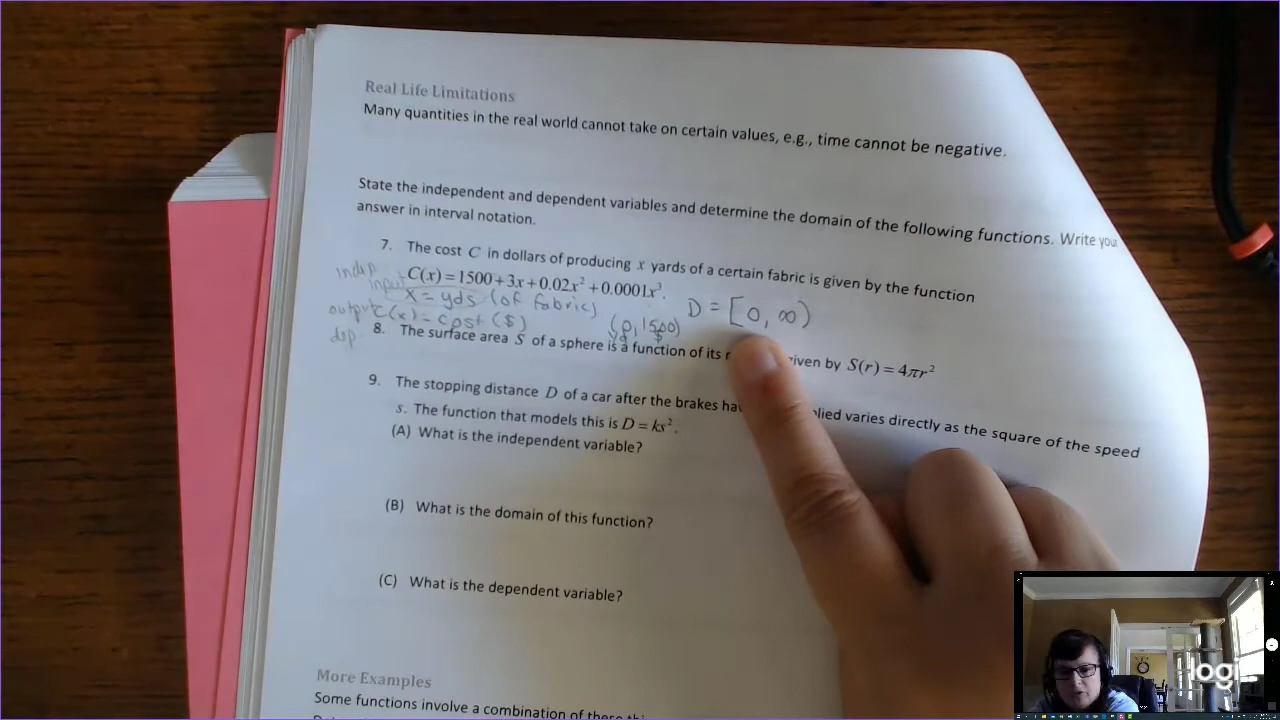 Real Life Limitations
Many quantities in the real world cannot take on certain values, e.g., time cannot be negative.
State the independent and dependent variables and determine the domain of the following functions. Write you
answer in interval notation.
7. The cost C in dollars of producing x yards of a certain fabric is given by the function
indep C(x) = 1500 + 3x + 0.02x² + 0.0001x³.
input x = yds (of fabric) D = [0, ∞)
output C(x) = cost ($) (0, 1500)
dep. yd $
8. The surface area S of a sphere is a function of its given by S(r) = 4πr²
9. The stopping distance D of a car after the brakes varies directly as the square of the speed
s. The function that models this is D = ks².
(A) What is the independent variable?
(B) What is the domain of this function?
(C) What is the dependent variable?
More Examples
Some functions involve a combination of these
logi